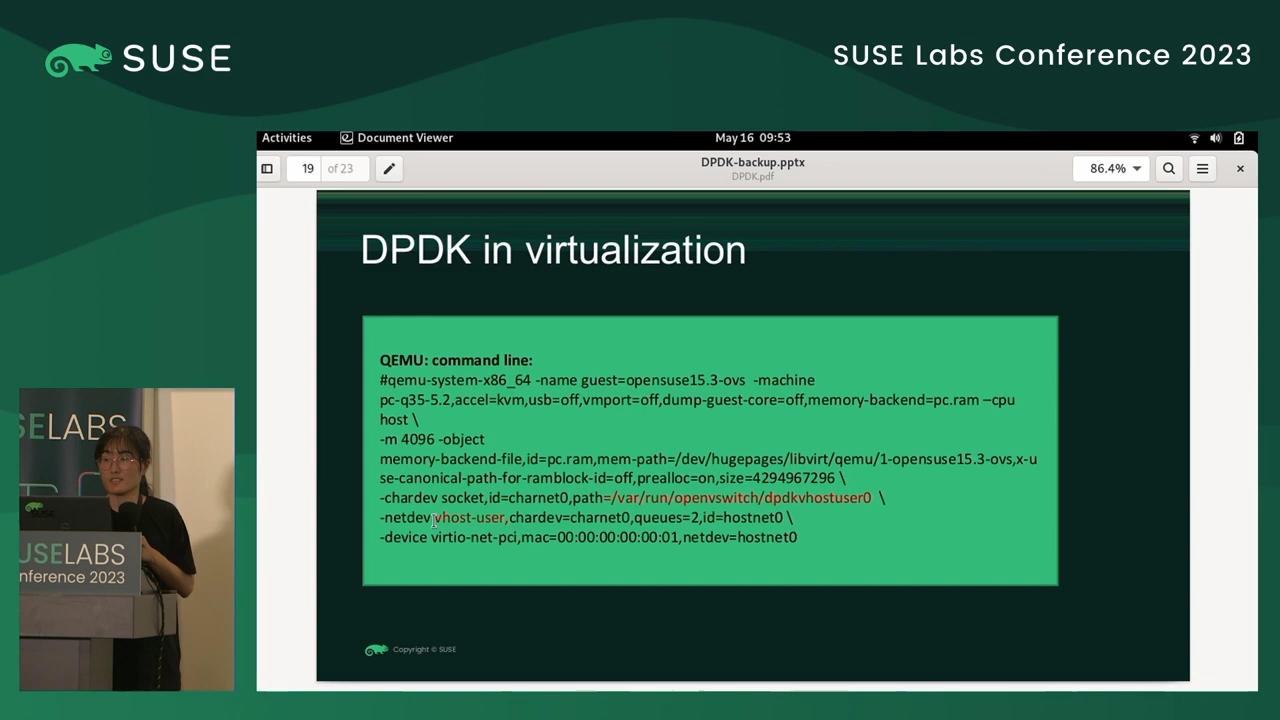 SUSE
SUSE Labs Conference 2023
Activities
Document Viewer
May 16 09:53
19
of 23
DPDK-backup.pptx
DPDK.pdf
86.4%
DPDK in virtualization
QEMU: command line:
#qemu-system-x86_64 -name guest=opensuse15.3-ovs -machine
pc-q35-5.2,accel=kvm,usb=off,vmport=off,dump-guest-core=off,memory-backend=pc.ram –cpu
host \
-m 4096 -object
memory-backend-file,id=pc.ram,mem-path=/dev/hugepages/libvirt/qemu/1-opensuse15.3-ovs,x-u
se-canonical-path-for-ramblock-id=off,prealloc=on,size=4294967296 \
-chardev socket,id=charnet0,path=/var/run/openvswitch/dpdkvhostuser0 \
-netdev vhost-user,chardev=charnet0,queues=2,id=hostnet0 \
-device virtio-net-pci,mac=00:00:00:00:00:01,netdev=hostnet0
Copyright © SUSE
SELABS
USELABS
nference 2023